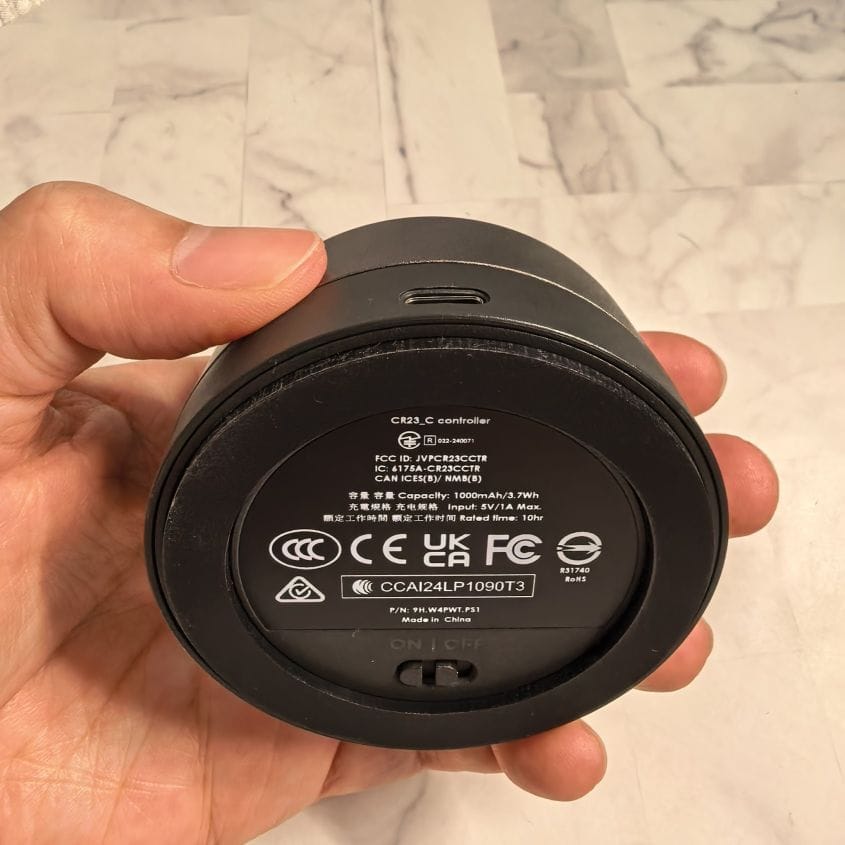 CR23_C controller
R 022-240071
FCC ID: JVPCR23CCTR
IC: 6175A-CR23CCTR
CAN ICES(B)/ NMB(B)
容量 容量 Capacity: 1000mAh/3.7Wh
充電規格 充电规格 Input: 5V/1A Max.
額定工作時間 额定工作时间 Rated time: 10hr
CCC CE UK CA FC
R31740
RoHS
CCAI24LP1090T3
P/N: 9H.W4PWT.PS1
Made in China
ON | OFF